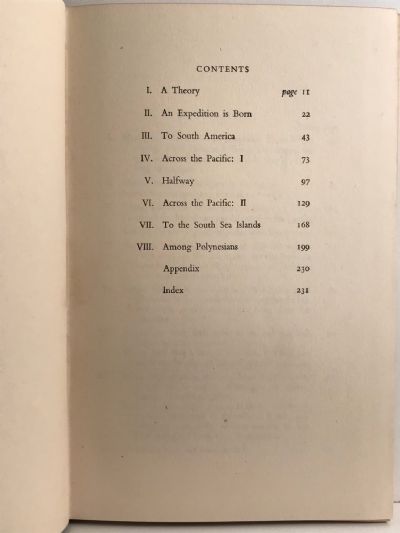 CONTENTS
I. A Theory page 11
II. An Expedition is Born 22
III. To South America 43
IV. Across the Pacific: I 73
V. Halfway 97
VI. Across the Pacific: II 129
VII. To the South Sea Islands 168
VIII. Among Polynesians 199
Appendix 230
Index 231